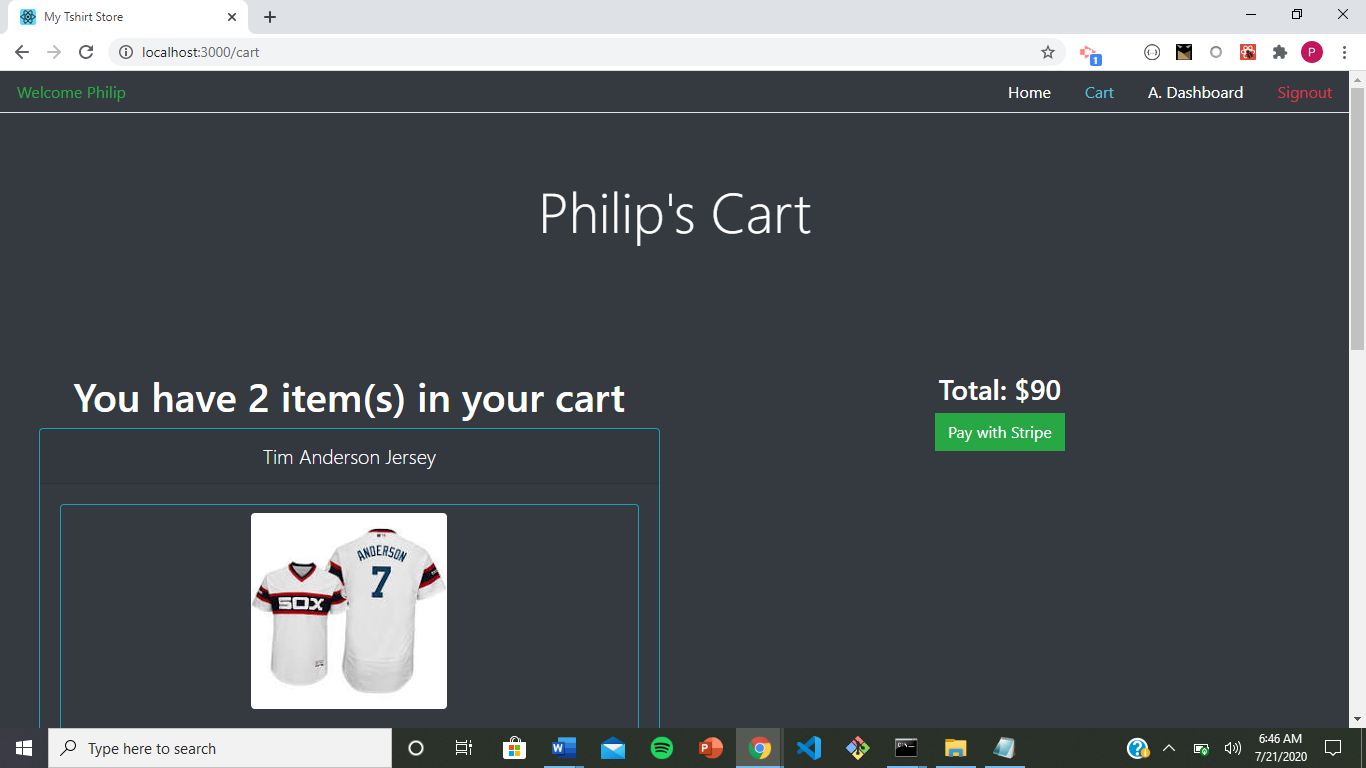 My Tshirt Store
localhost:3000/cart
P
1
Welcome Philip
Home
Cart
A. Dashboard
Signout
Philip's Cart
You have 2 item(s) in your cart
Total: $90
Pay with Stripe
Tim Anderson Jersey
ANDERSON
7
SOX
Type here to search
6:46 AM
7/21/2020